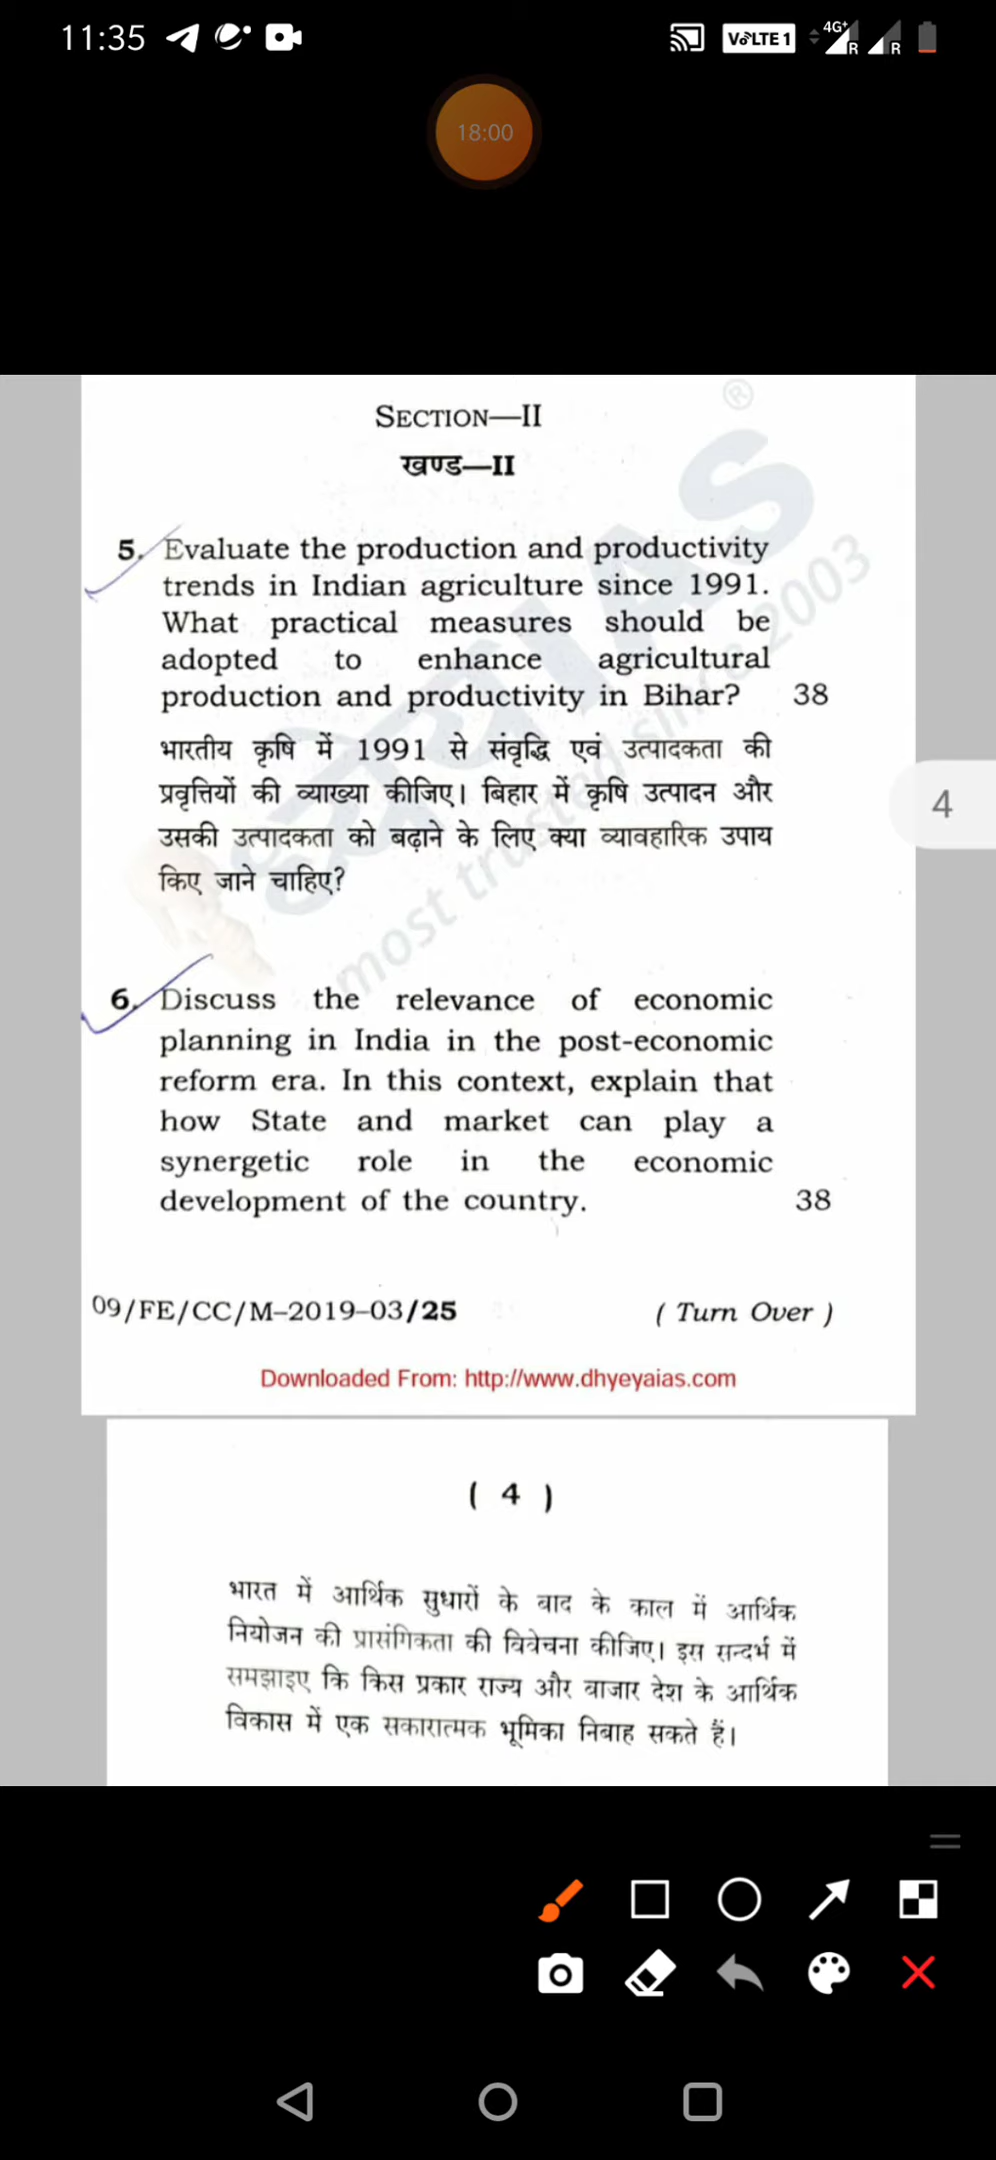 11:35
VoLTE 1
4G+
R
R
18:00
SECTION—II
खण्ड—II
®
5. Evaluate the production and productivity
trends in Indian agriculture since 1991.
What practical measures should be
adopted to enhance agricultural
production and productivity in Bihar? 38
भारतीय कृषि में 1991 से संवृद्धि एवं उत्पादकता की
प्रवृत्तियों की व्याख्या कीजिए। बिहार में कृषि उत्पादन और
उसकी उत्पादकता को बढ़ाने के लिए क्या व्यावहारिक उपाय
किए जाने चाहिए?
ध्येयIAS
most trusted since 2003
4
6. Discuss the relevance of economic
planning in India in the post-economic
reform era. In this context, explain that
how State and market can play a
synergetic role in the economic
development of the country. 38
09/FE/CC/M–2019–03/25 ( Turn Over )
Downloaded From: http://www.dhyeyaias.com
( 4 )
भारत में आर्थिक सुधारों के बाद के काल में आर्थिक
नियोजन की प्रासंगिकता की विवेचना कीजिए। इस सन्दर्भ में
समझाइए कि किस प्रकार राज्य और बाजार देश के आर्थिक
विकास में एक सकारात्मक भूमिका निबाह सकते हैं।